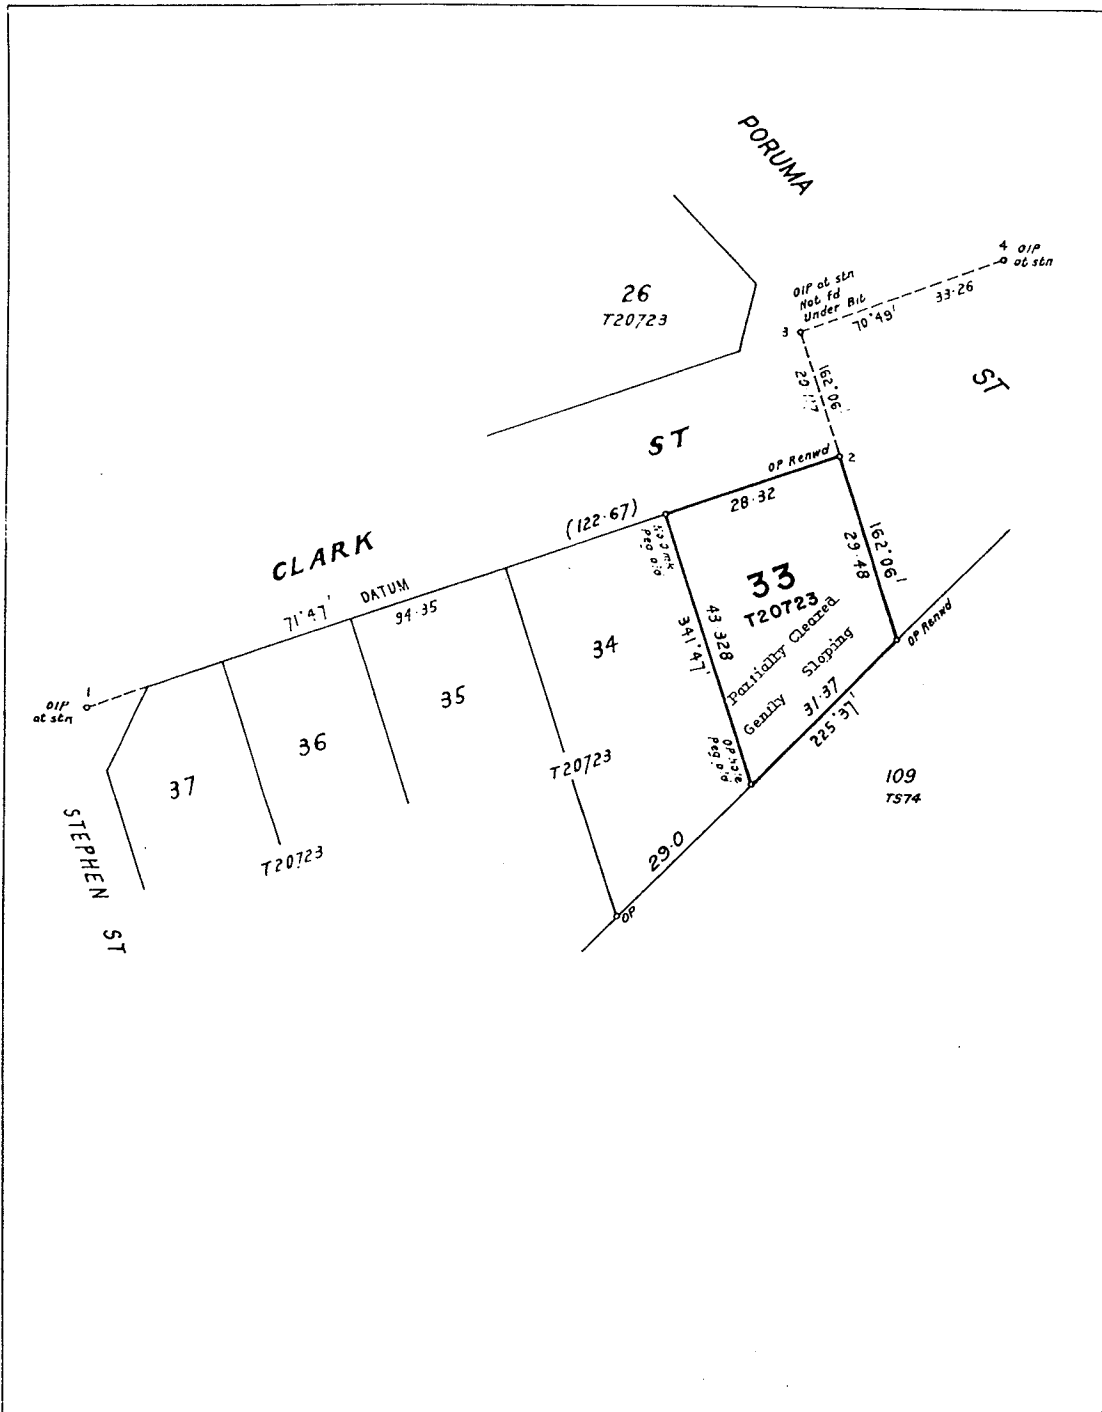 PORUMA
4 OIP
at stn
26
T20723
OIP at stn
Not fd
Under Bit
3
70°49'
33·26
162°06'
ST
ST
OP Renwd
2
28·32
(122·67)
CLARK
DATUM
71°47'
94·35
Peg
33
T20723
Partially Cleared
Gently Sloping
162°06'
29·48
OP Renwd
43·328
341°47'
31·37
225°37'
34
35
36
37
1
OIP
at stn
OP hole
T20723
109
TS74
T20723
STEPHEN ST
29·0
OP